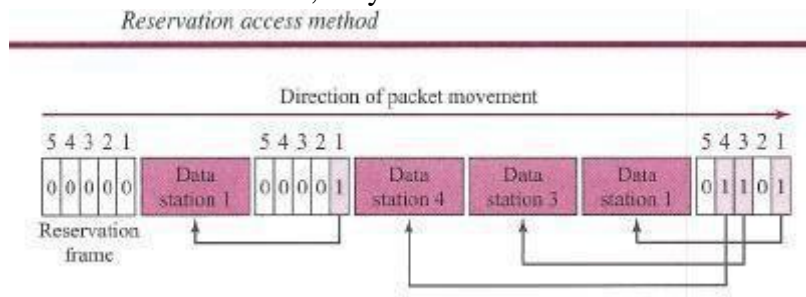 Reservation access method
Direction of packet movement
5 4 3 2 1
5 4 3 2 1
5 4 3 2 1
0 0 0 0 0
Data
station 1
0 0 0 0 1
Data
station 4
Data
station 3
Data
station 1
0 1 1 0 1
Reservation
frame